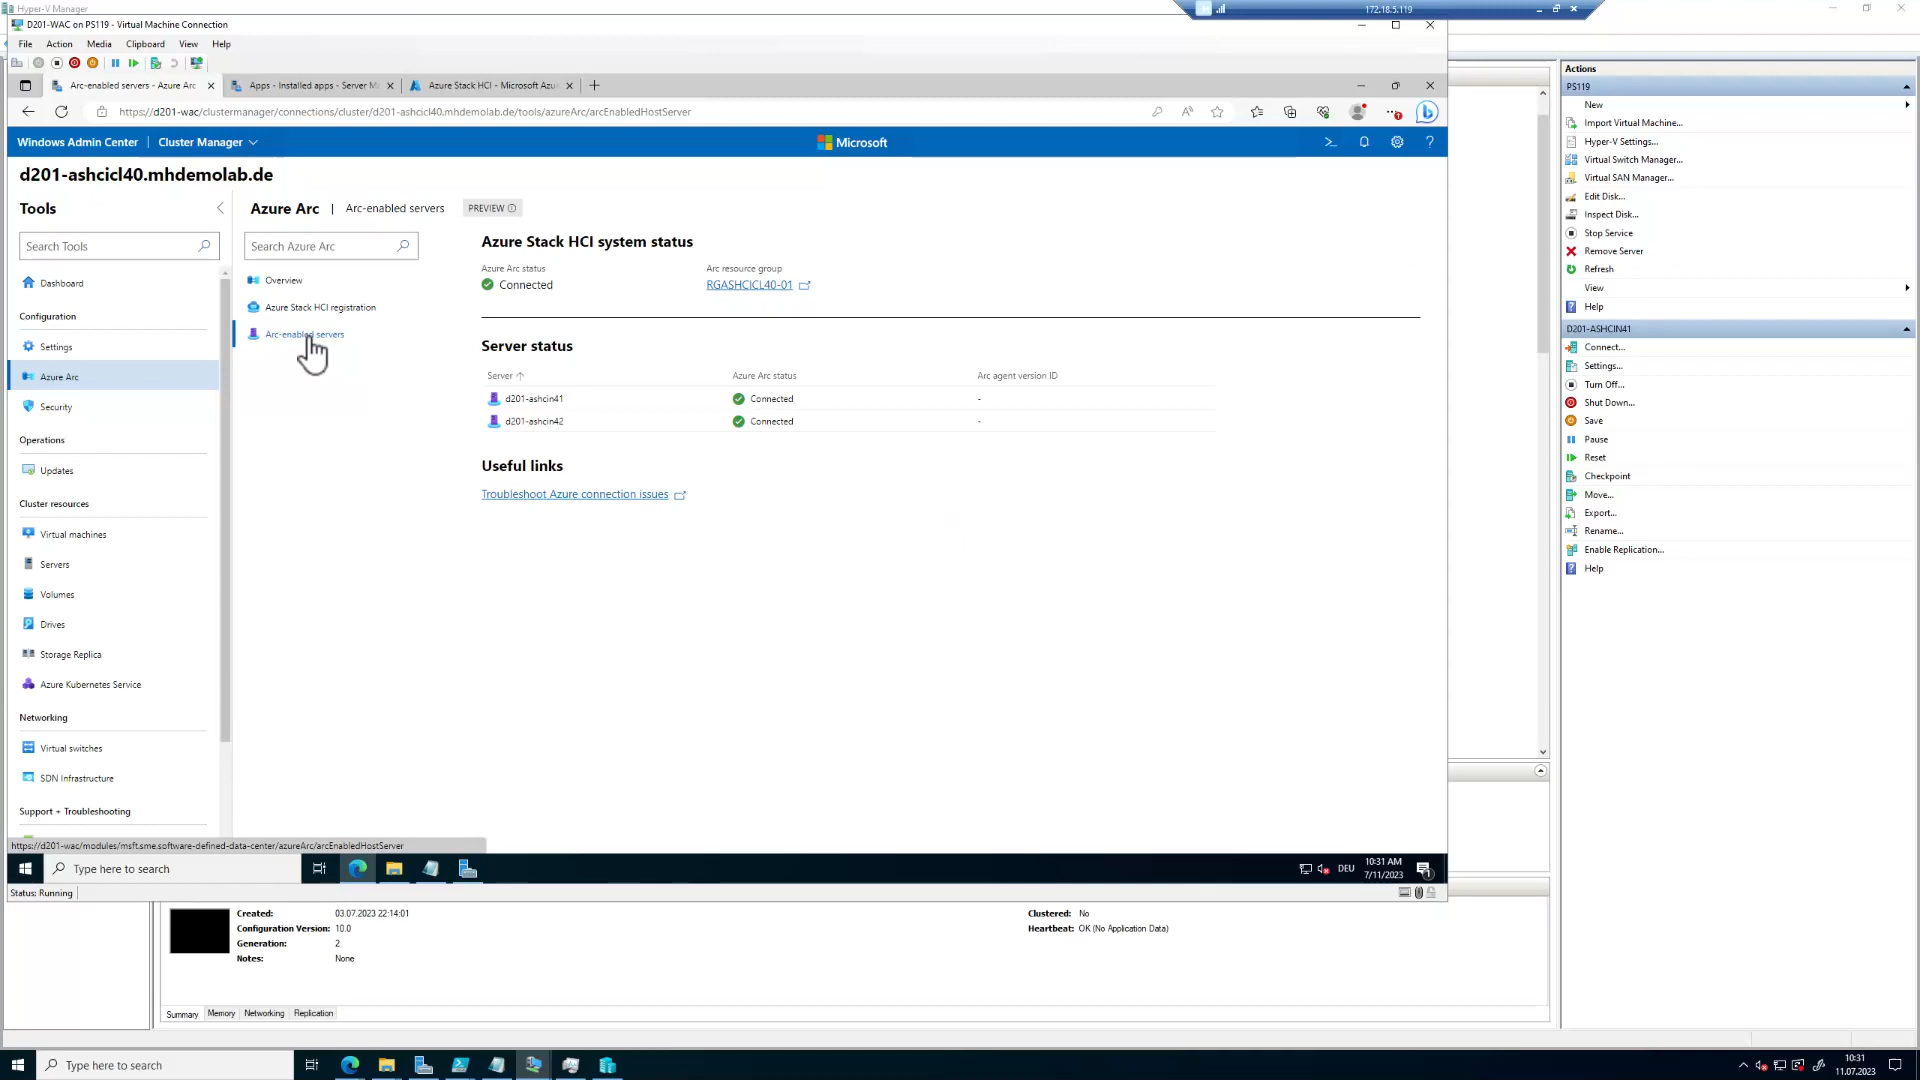 Hyper-V Manager
172.18.5.119
D201-WAC on PS119 - Virtual Machine Connection
File Action Media Clipboard View Help
Arc-enabled servers - Azure Arc
Apps - Installed apps - Server M
Azure Stack HCI - Microsoft Azu
https://d201-wac/clustermanager/connections/cluster/d201-ashcicl40.mhdemolab.de/tools/azureArc/arcEnabledHostServer
Windows Admin Center | Cluster Manager
Microsoft
d201-ashcicl40.mhdemolab.de
Tools
Search Tools
Dashboard
Configuration
Settings
Azure Arc
Security
Operations
Updates
Cluster resources
Virtual machines
Servers
Volumes
Drives
Storage Replica
Azure Kubernetes Service
Networking
Virtual switches
SDN Infrastructure
Support + Troubleshooting
Azure Arc | Arc-enabled servers PREVIEW
Search Azure Arc
Overview
Azure Stack HCI registration
Arc-enabled servers
Azure Stack HCI system status
Azure Arc status Arc resource group
Connected RGASHCICL40-01
Server status
Server Azure Arc status Arc agent version ID
d201-ashcin41 Connected -
d201-ashcin42 Connected -
Useful links
Troubleshoot Azure connection issues
https://d201-wac/modules/msft.sme.software-defined-data-center/azureArc/arcEnabledHostServer
Type here to search
DEU
10:31 AM
7/11/2023
1
Status: Running
Created: 03.07.2023 22:14:01
Configuration Version: 10.0
Generation: 2
Notes: None
Clustered: No
Heartbeat: OK (No Application Data)
Summary Memory Networking Replication
Actions
PS119
New
Import Virtual Machine...
Hyper-V Settings...
Virtual Switch Manager...
Virtual SAN Manager...
Edit Disk...
Inspect Disk...
Stop Service
Remove Server
Refresh
View
Help
D201-ASHCIN41
Connect...
Settings...
Turn Off...
Shut Down...
Save
Pause
Reset
Checkpoint
Move...
Export...
Rename...
Enable Replication...
Help
Type here to search
10:31
11.07.2023